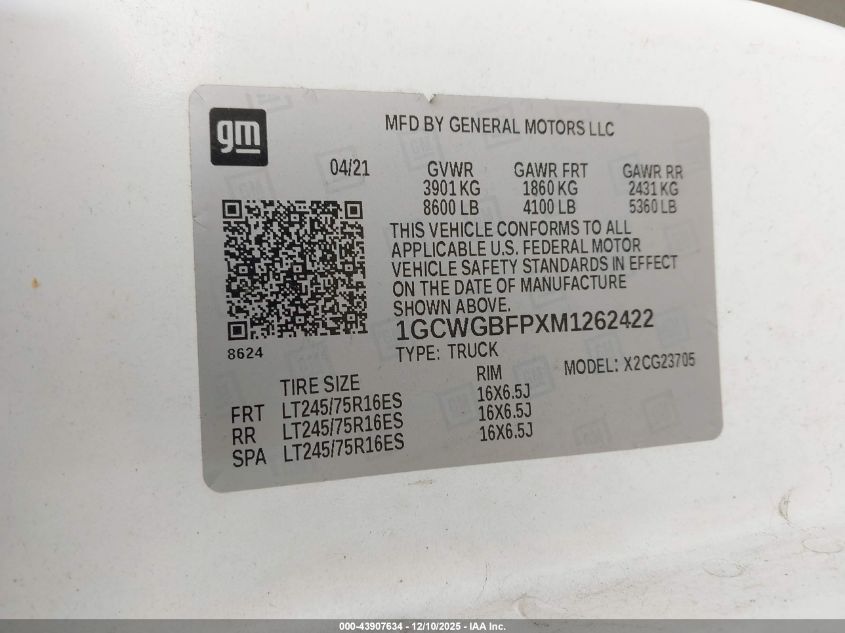 gm
MFD BY GENERAL MOTORS LLC
04/21 GVWR GAWR FRT GAWR RR
3901 KG 1860 KG 2431 KG
8600 LB 4100 LB 5360 LB
THIS VEHICLE CONFORMS TO ALL
APPLICABLE U.S. FEDERAL MOTOR
VEHICLE SAFETY STANDARDS IN EFFECT
ON THE DATE OF MANUFACTURE
SHOWN ABOVE.
1GCWGBFPXM1262422
8624
TYPE: TRUCK MODEL: X2CG23705
TIRE SIZE RIM
FRT LT245/75R16ES 16X6.5J
RR LT245/75R16ES 16X6.5J
SPA LT245/75R16ES 16X6.5J
000-43907634 - 12/10/2025 - IAA Inc.